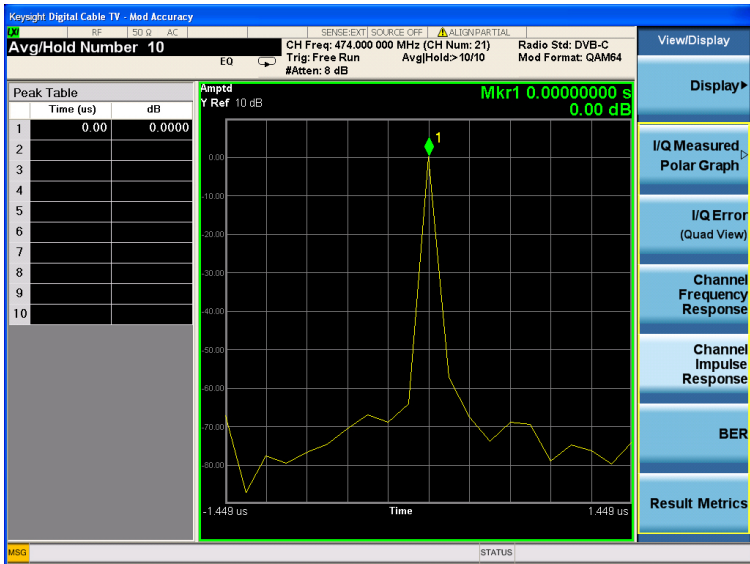 Keysight Digital Cable TV - Mod Accuracy
LXI RF 50 Ω AC SENSE:EXT SOURCE OFF ALIGN PARTIAL
Avg/Hold Number 10
EQ
CH Freq: 474.000 000 MHz (CH Num: 21)
Trig: Free Run Avg|Hold:>10/10
#Atten: 8 dB
Radio Std: DVB-C
Mod Format: QAM64
Peak Table
Time (us) dB
1 0.00 0.0000
2
3
4
5
6
7
8
9
10
Amptd
Y Ref 10 dB
Mkr1 0.00000000 s
0.00 dB
1
0.00
-10.00
-20.00
-30.00
-40.00
-50.00
-60.00
-70.00
-80.00
-1.449 us Time 1.449 us
View/Display
Display
I/Q Measured
Polar Graph
I/Q Error
(Quad View)
Channel
Frequency
Response
Channel
Impulse
Response
BER
Result Metrics
MSG STATUS